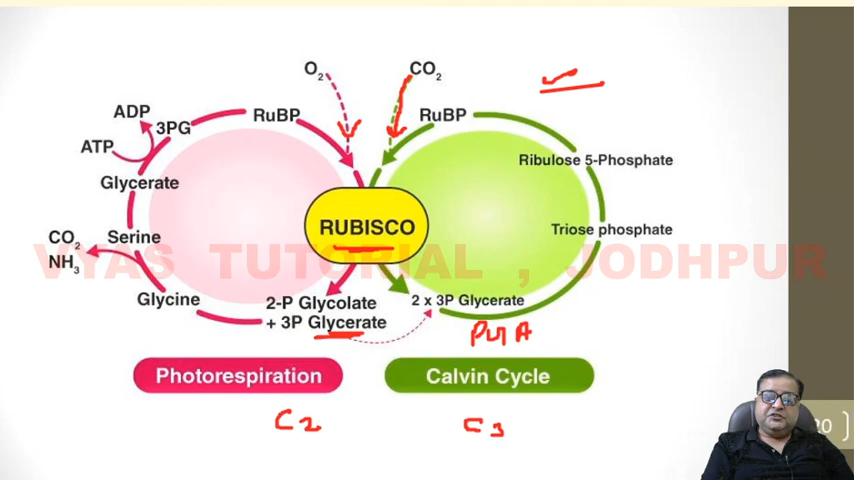 O2
CO2
ADP
3PG
RuBP
RuBP
ATP
Ribulose 5-Phosphate
Glycerate
RUBISCO
Triose phosphate
CO2
NH3
Serine
VYAS TUTORIAL , JODHPUR
Glycine
2-P Glycolate
+ 3P Glycerate
2 x 3P Glycerate
Photorespiration
Calvin Cycle
C2
C3
20